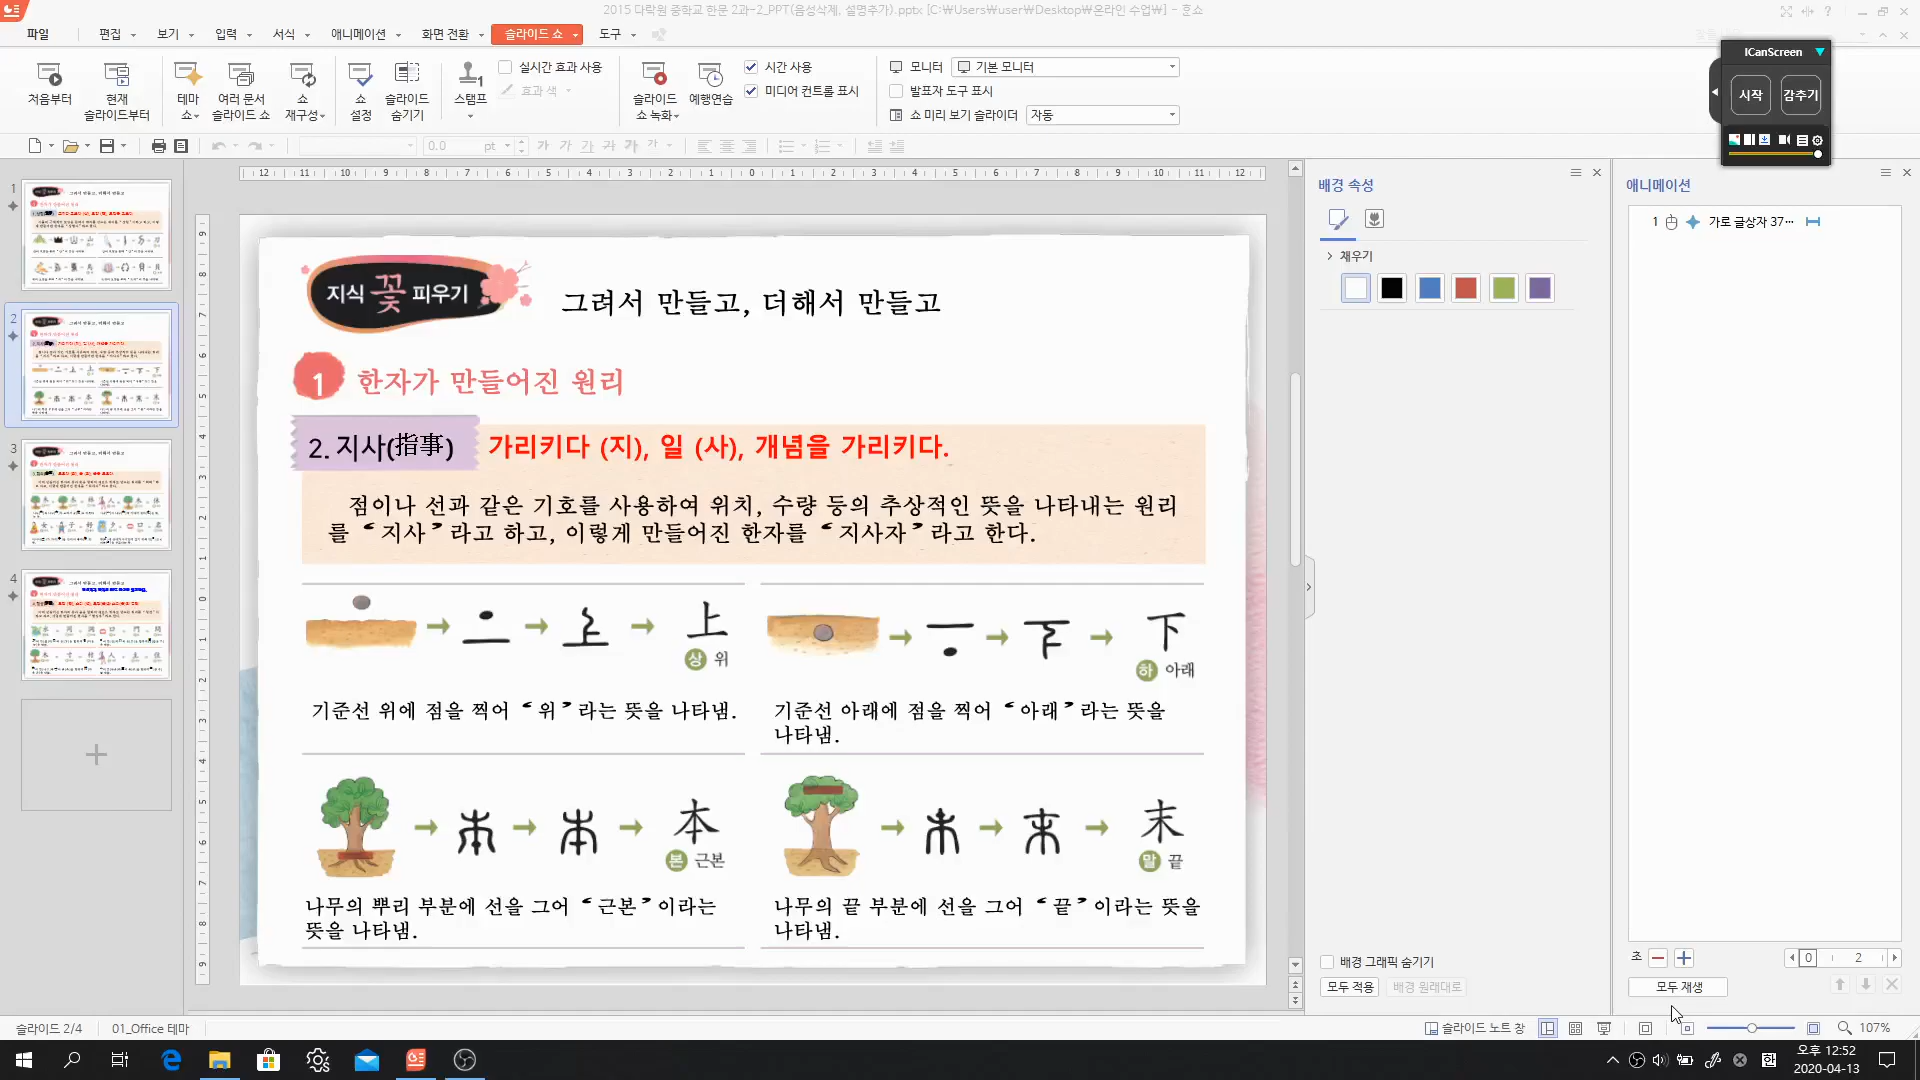 2015 다락원 중학교 한문 2과-2_PPT(음성삭제, 설명추가).pptx [C:₩Users₩user₩Desktop₩온라인 수업₩] - 한쇼
파일 편집 보기 입력 서식 애니메이션 화면 전환 슬라이드 쇼 도구
처음부터
현재 슬라이드부터
테마 쇼
여러 문서 슬라이드 쇼
쇼 재구성
쇼 설정
슬라이드 숨기기
스탬프
실시간 효과 사용
효과 색
슬라이드 쇼 녹화
예행연습
시간 사용
미디어 컨트롤 표시
모니터 기본 모니터
발표자 도구 표시
쇼 미리 보기 슬라이더 자동
ICanScreen
시작 감추기
0.0 pt
1
2
3
4
지식 꽃 피우기
그려서 만들고, 더해서 만들고
1 한자가 만들어진 원리
2. 지사(指事) 가리키다 (지), 일 (사), 개념을 가리키다.
점이나 선과 같은 기호를 사용하여 위치, 수량 등의 추상적인 뜻을 나타내는 원리
를 ‘지사’라고 하고, 이렇게 만들어진 한자를 ‘지사자’라고 한다.
上
상 위
下
하 아래
기준선 위에 점을 찍어 ‘위’라는 뜻을 나타냄.
기준선 아래에 점을 찍어 ‘아래’라는 뜻을
나타냄.
本
본 근본
末
말 끝
나무의 뿌리 부분에 선을 그어 ‘근본’이라는
뜻을 나타냄.
나무의 끝 부분에 선을 그어 ‘끝’이라는 뜻을
나타냄.
배경 속성
채우기
배경 그래픽 숨기기
모두 적용 배경 원래대로
애니메이션
1 가로 글상자 37…
초 0 2
모두 재생
슬라이드 2/4 01_Office 테마
슬라이드 노트 창 107%
한
오후 12:52
2020-04-13